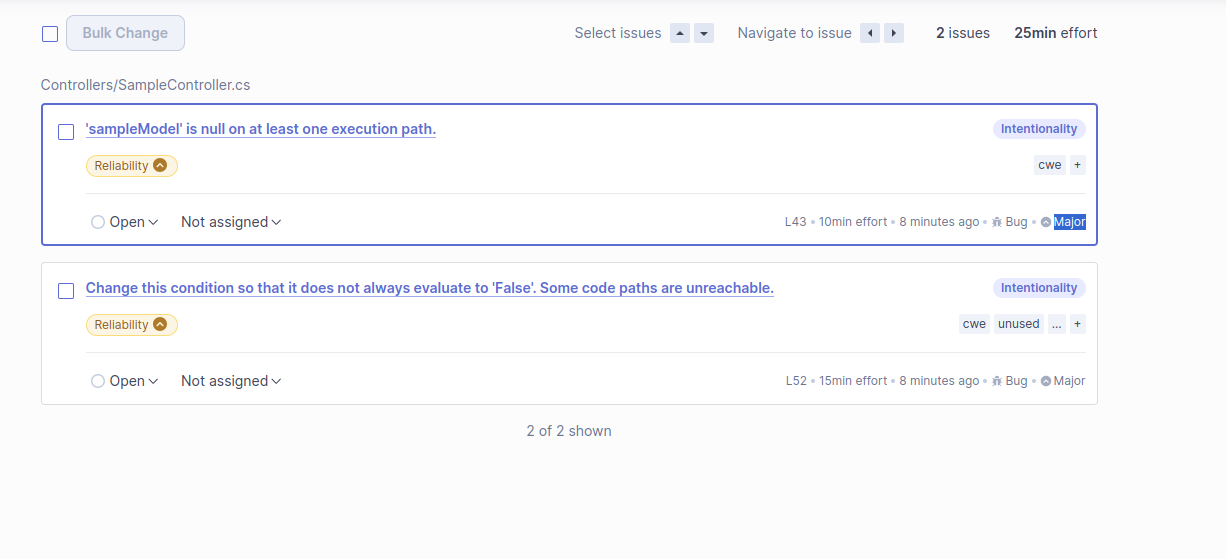 Bulk Change Select issues Navigate to issue 2 issues 25min effort
Controllers/SampleController.cs
'sampleModel' is null on at least one execution path. Intentionality
Reliability cwe +
Open Not assigned L43 • 10min effort • 8 minutes ago • Bug • Major
Change this condition so that it does not always evaluate to 'False'. Some code paths are unreachable. Intentionality
Reliability cwe unused ... +
Open Not assigned L52 • 15min effort • 8 minutes ago • Bug • Major
2 of 2 shown